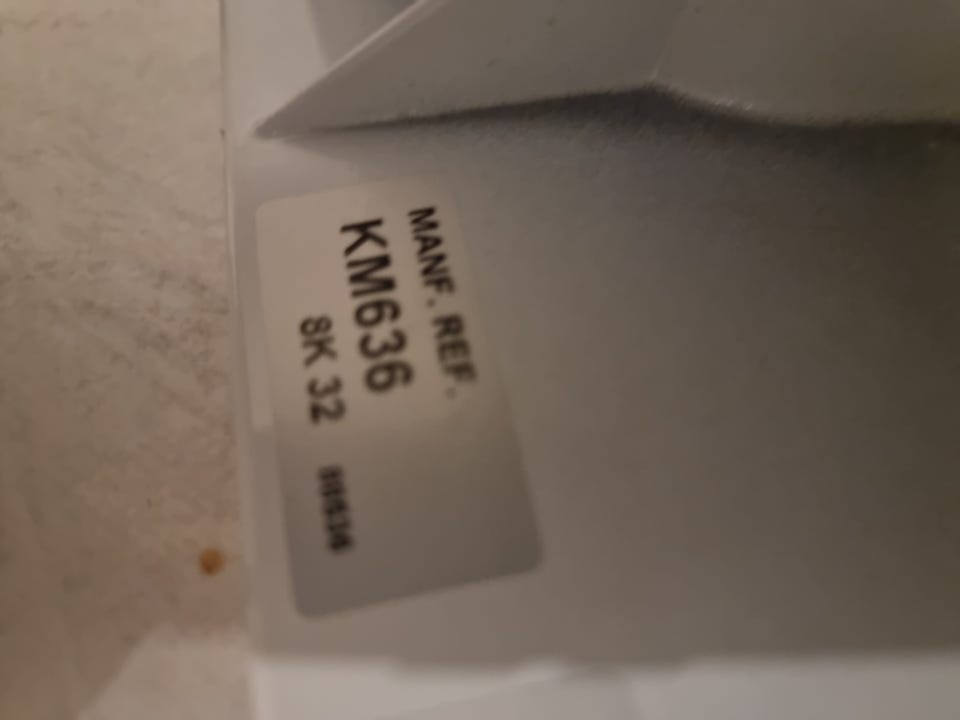 MANF. REF.
KM636
8K 32